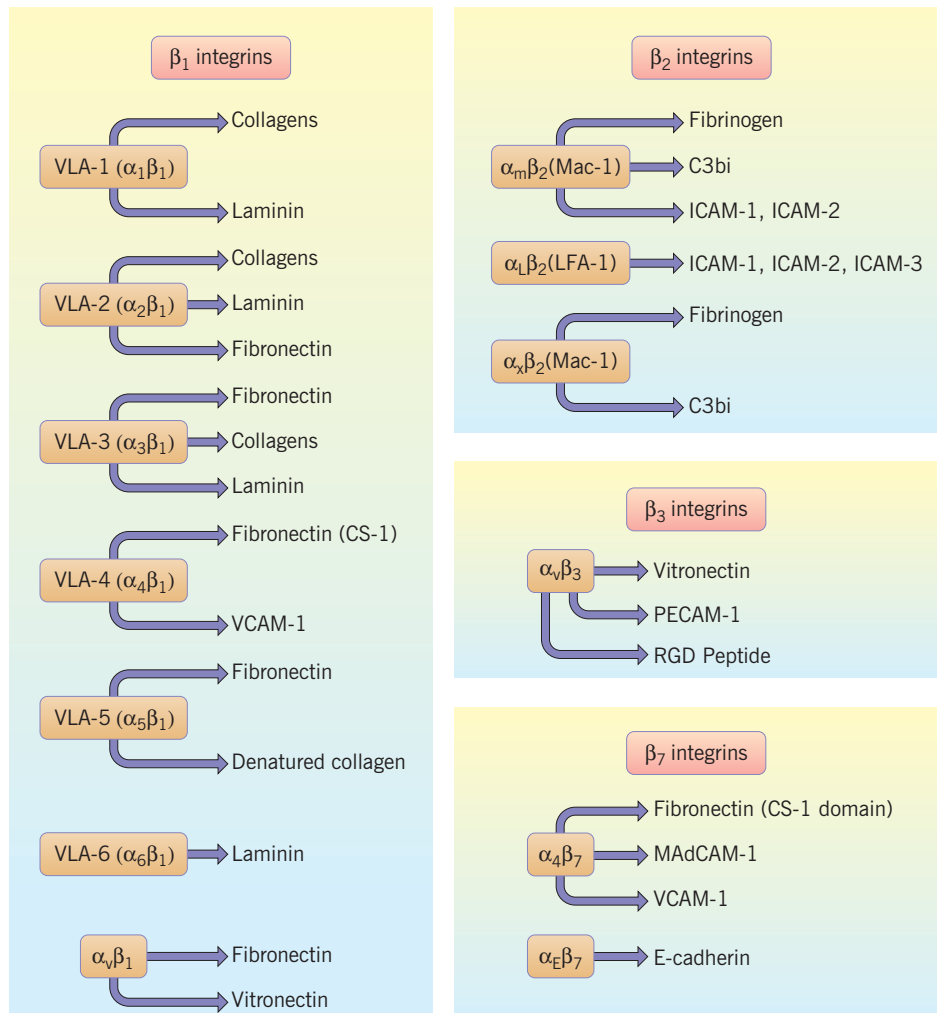 β₁ integrins
Collagens
VLA-1 (α₁β₁)
Laminin
Collagens
VLA-2 (α₂β₁)
Laminin
Fibronectin
Fibronectin
VLA-3 (α₃β₁)
Collagens
Laminin
Fibronectin (CS-1)
VLA-4 (α₄β₁)
VCAM-1
Fibronectin
VLA-5 (α₅β₁)
Denatured collagen
VLA-6 (α₆β₁)
Laminin
αᵥβ₁
Fibronectin
Vitronectin
β₂ integrins
Fibrinogen
αₘβ₂(Mac-1)
C3bi
ICAM-1, ICAM-2
α_Lβ₂(LFA-1)
ICAM-1, ICAM-2, ICAM-3
Fibrinogen
αₓβ₂(Mac-1)
C3bi
β₃ integrins
αᵥβ₃
Vitronectin
PECAM-1
RGD Peptide
β₇ integrins
Fibronectin (CS-1 domain)
α₄β₇
MAdCAM-1
VCAM-1
α_Eβ₇
E-cadherin